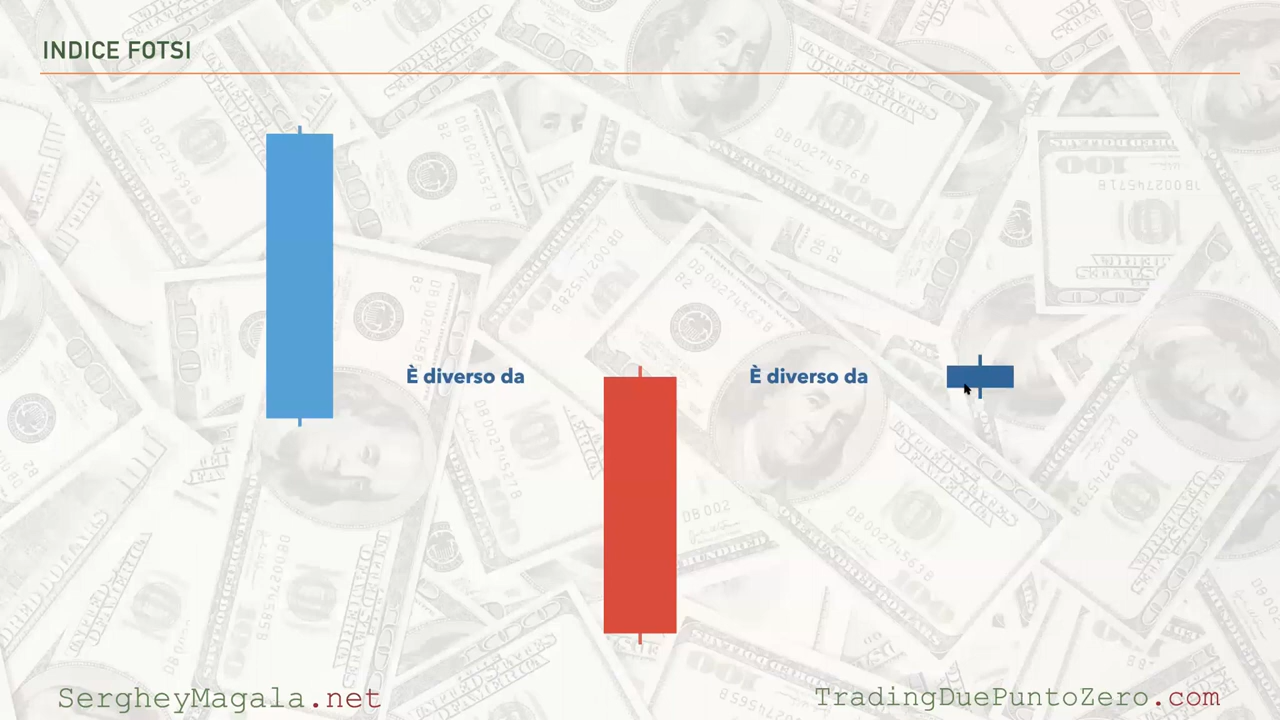 INDICE FOTSI
È diverso da
È diverso da
SergheyMagala.net
TradingDuePuntoZero.com